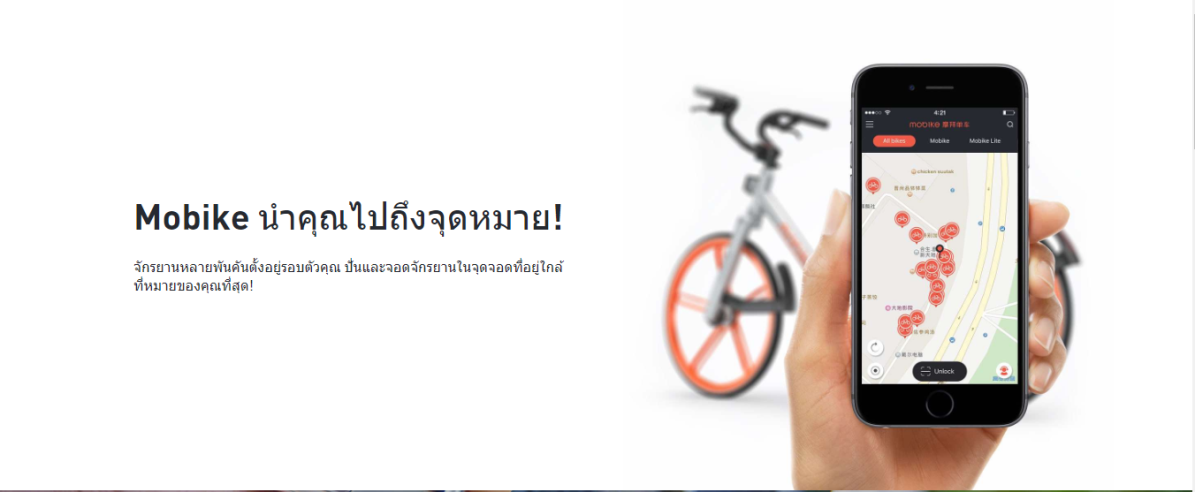 Mobike นำคุณไปถึงจุดหมาย!
จักรยานหลายพันคันตั้งอยู่รอบตัวคุณ ปั่นและจอดจักรยานในจุดจอดที่อยู่ใกล้
ที่หมายของคุณที่สุด!
4:21
mobike 摩拜单车
All bikes Mobike Mobike Lite
Unlock